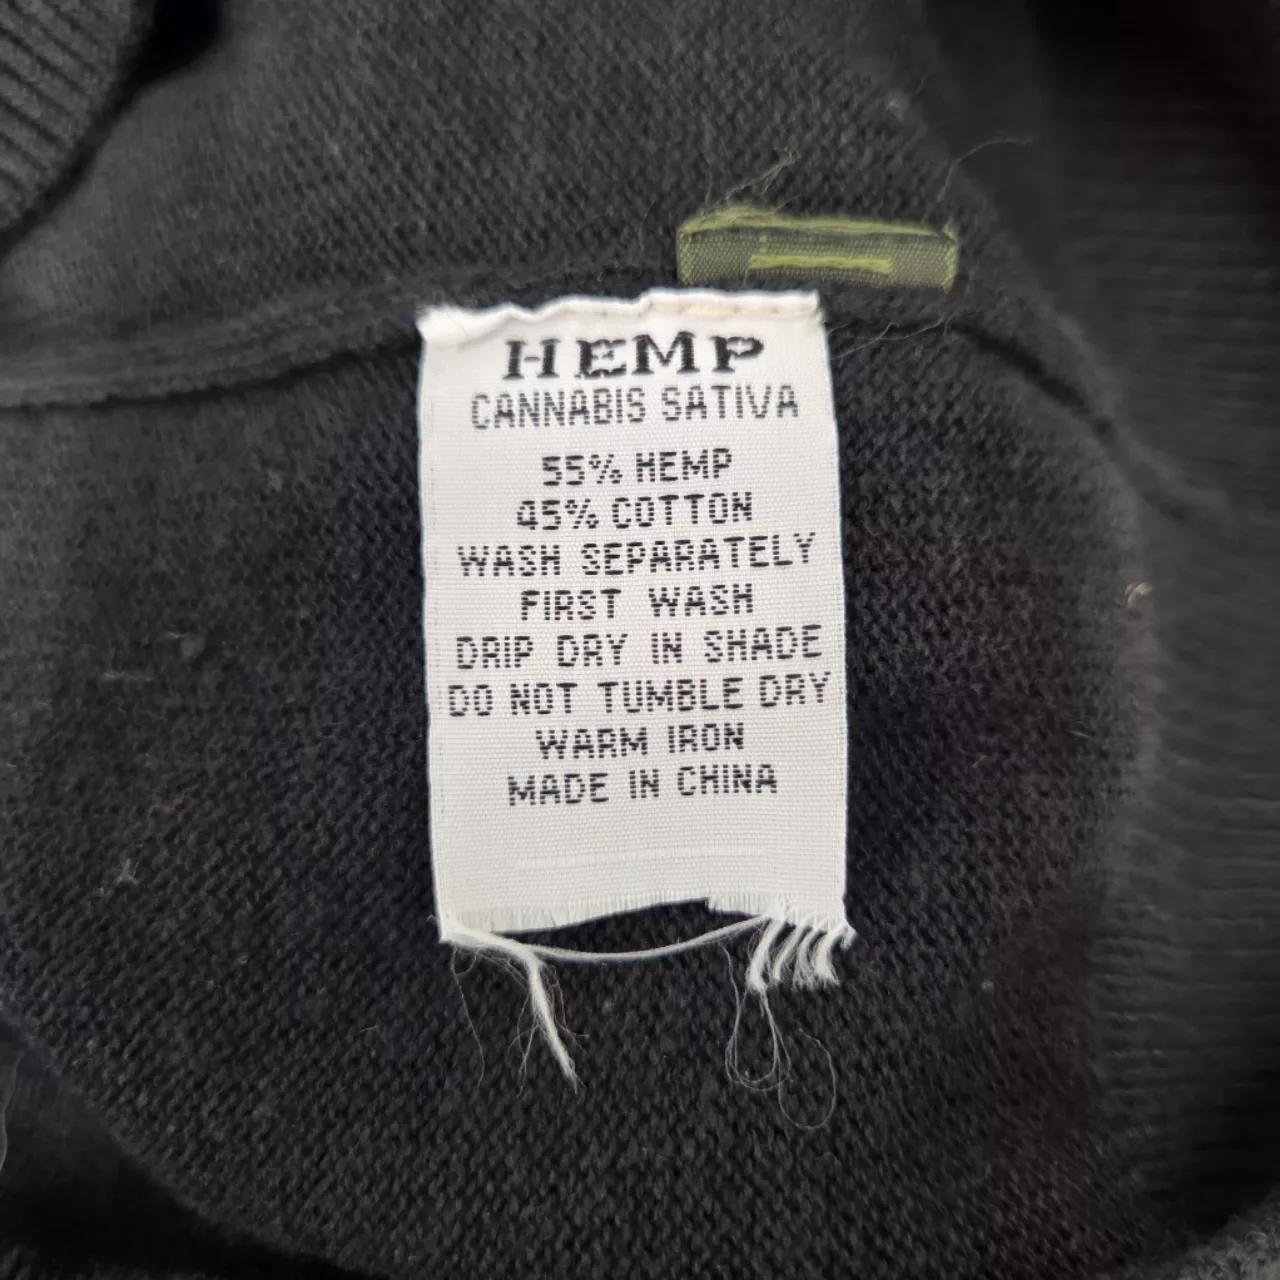 HEMP
CANNABIS SATIVA
55% HEMP
45% COTTON
WASH SEPARATELY
FIRST WASH
DRIP DRY IN SHADE
DO NOT TUMBLE DRY
WARM IRON
MADE IN CHINA